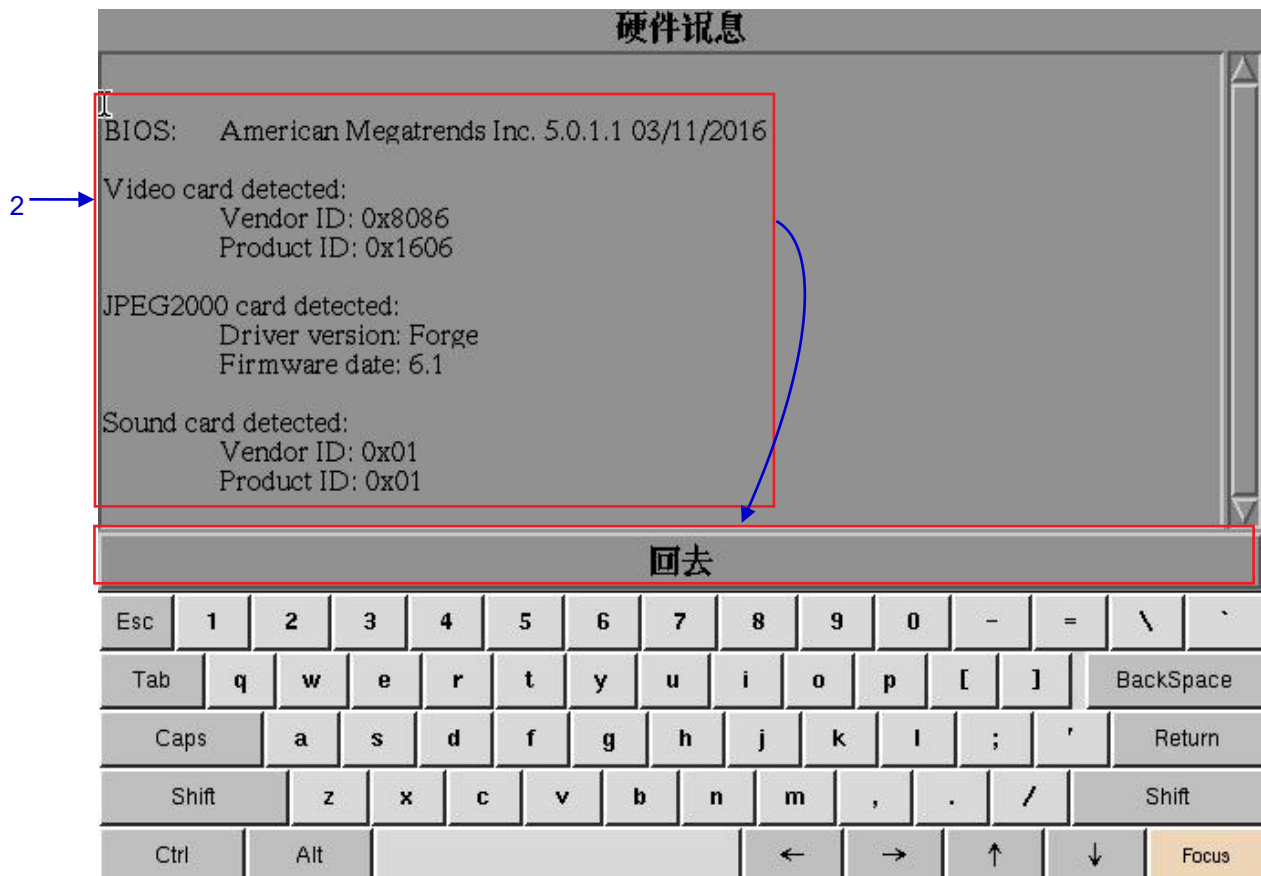 硬件讯息
BIOS: American Megatrends Inc. 5.0.1.1 03/11/2016
2
Video card detected:
Vendor ID: 0x8086
Product ID: 0x1606
JPEG2000 card detected:
Driver version: Forge
Firmware date: 6.1
Sound card detected:
Vendor ID: 0x01
Product ID: 0x01
回去
Esc 1 2 3 4 5 6 7 8 9 0 - = \ `
Tab q w e r t y u i o p [ ] BackSpace
Caps a s d f g h j k l ; ' Return
Shift z x c v b n m , . / Shift
Ctrl Alt ← → ↑ ↓ Focus